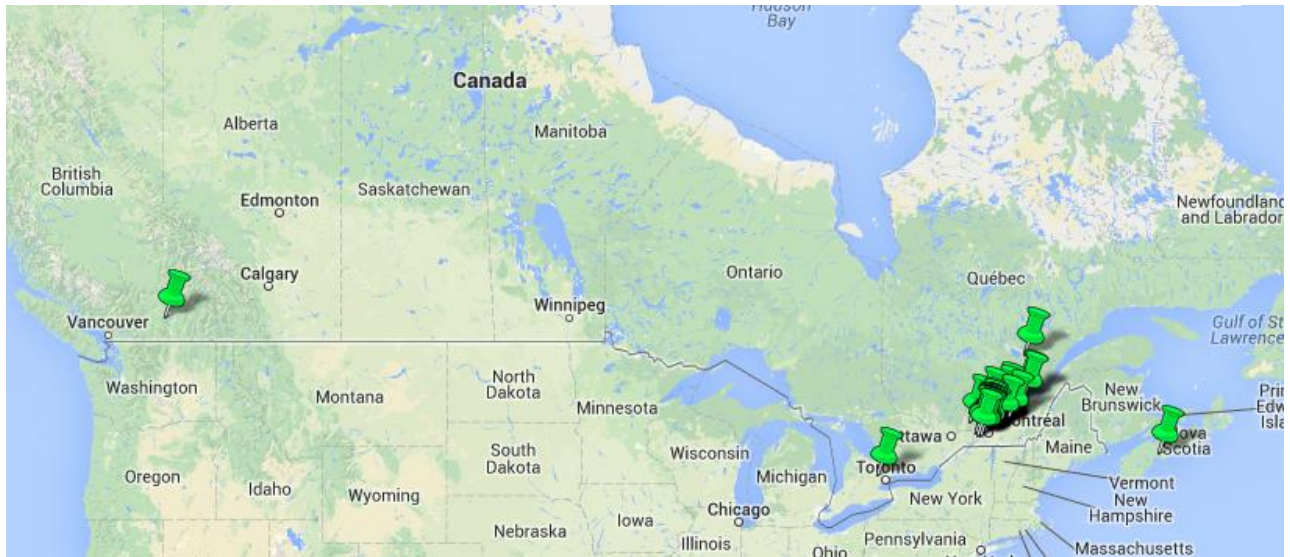 Hudson
Bay
Canada
Alberta
Manitoba
British
Columbia
Saskatchewan
Edmonton
Newfoundland
and Labrador
Calgary
Ontario
Québec
Winnipeg
Vancouver
Gulf of St
Lawrence
Washington
North
Dakota
Montana
Minnesota
New
Brunswick
Prin
Edw
Isla
ttawa
ontréal
Maine
ova
Scotia
South
Dakota
Wisconsin
Michigan
Toronto
Oregon
Idaho
Wyoming
New York
Vermont
New
Hampshire
Chicago
Iowa
Nebraska
Illinois
Ohio
Pennsylvania
Massachusetts